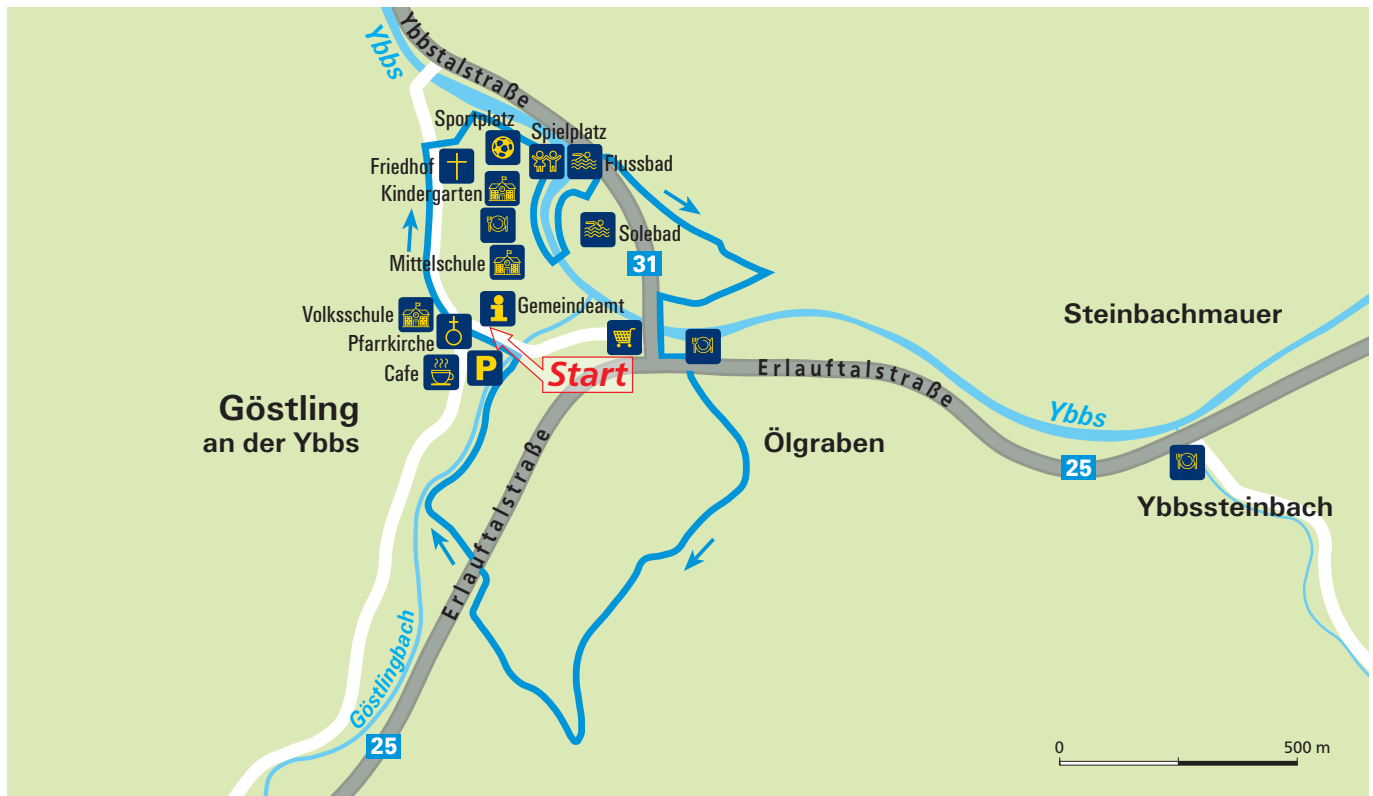 Ybbstalstraße
Ybbs
Sportplatz
Spielplatz
Friedhof
Flussbad
Kindergarten
Solebad
Mittelschule
31
Gemeindeamt
Volksschule
Steinbachmauer
Pfarrkirche
Cafe
P
Start
Erlauftalstraße
Göstling
an der Ybbs
Ybbs
Ölgraben
25
Erlauftalstraße
Ybbssteinbach
Göstlingbach
25
0 500 m